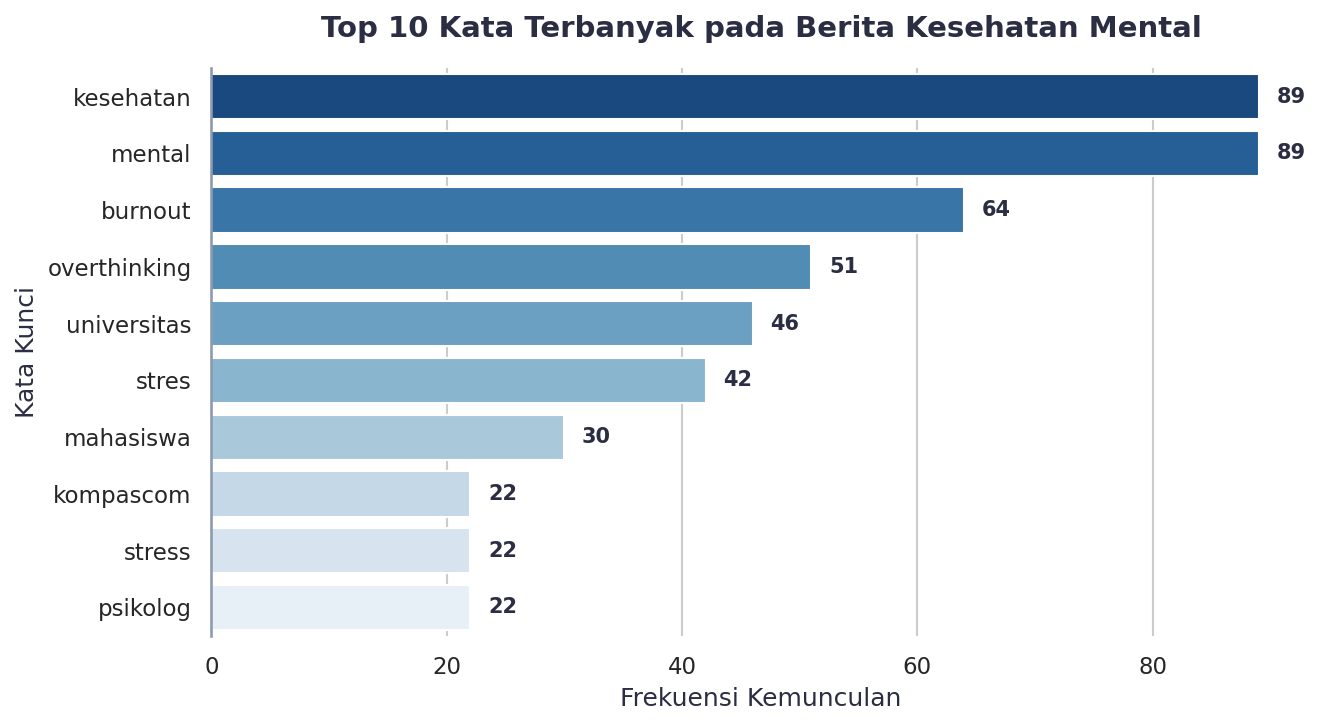 Top 10 Kata Terbanyak pada Berita Kesehatan Mental
Kata Kunci
kesehatan 89
mental 89
burnout 64
overthinking 51
universitas 46
stres 42
mahasiswa 30
kompascom 22
stress 22
psikolog 22
0 20 40 60 80
Frekuensi Kemunculan